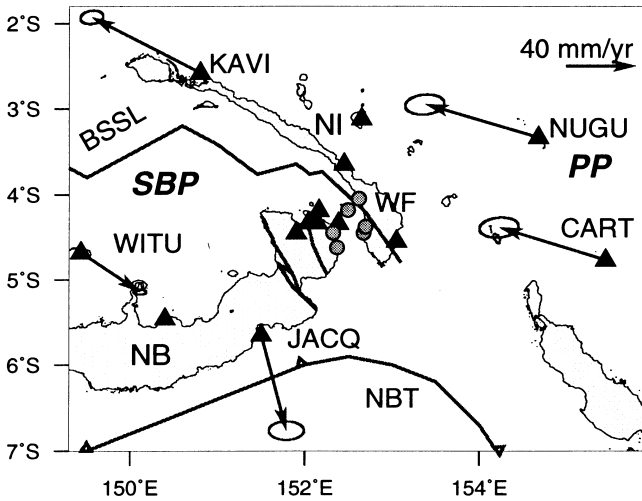 2°S
KAVI
40 mm/yr
3°S
BSSL
NI
NUGU
PP
SBP
4°S
WF
CART
WITU
5°S
JACQ
NB
6°S
NBT
7°S
150°E
152°E
154°E